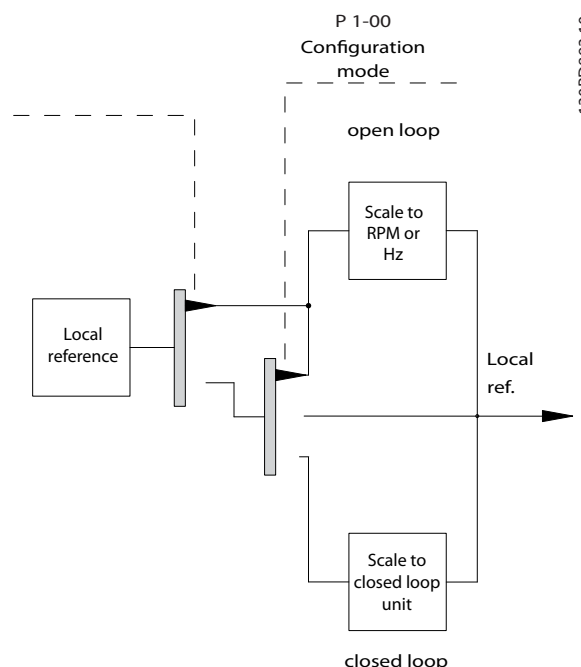 P 1-00
Configuration
mode
open loop
Scale to
RPM or
Hz
Local
reference
Local
ref.
Scale to
closed loop
unit
closed loop